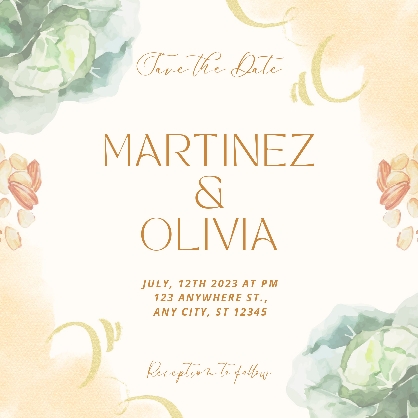 Save the Date
MARTINEZ
&
OLIVIA
JULY, 12TH 2023 AT PM
123 ANYWHERE ST.,
ANY CITY, ST 12345
Reception to follow